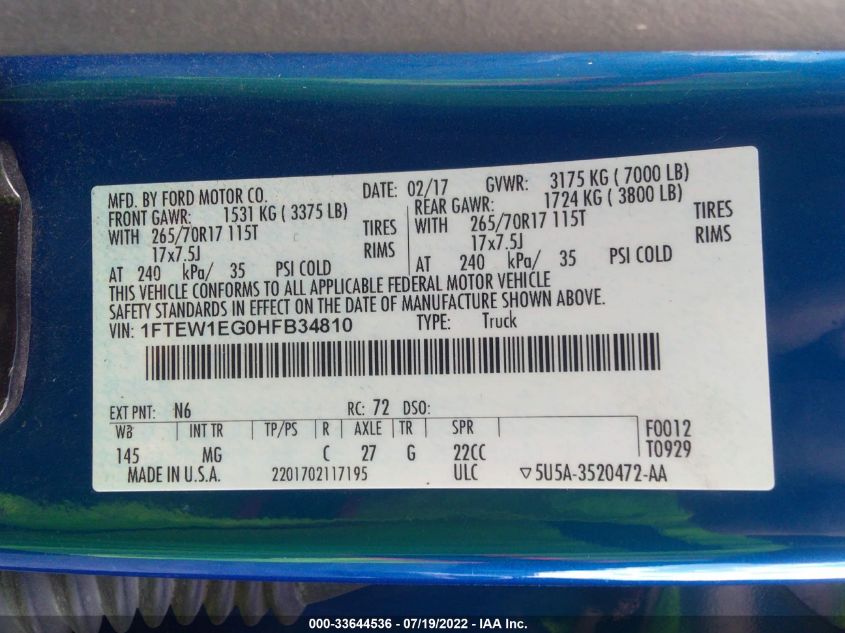 MFD. BY FORD MOTOR CO. DATE: 02/17 GVWR: 3175 KG ( 7000 LB)
FRONT GAWR: 1531 KG ( 3375 LB) REAR GAWR: 1724 KG ( 3800 LB)
WITH 265/70R17 115T TIRES WITH 265/70R17 115T TIRES
17x7.5J RIMS 17x7.5J RIMS
AT 240 kPa/ 35 PSI COLD AT 240 kPa/ 35 PSI COLD
THIS VEHICLE CONFORMS TO ALL APPLICABLE FEDERAL MOTOR VEHICLE
SAFETY STANDARDS IN EFFECT ON THE DATE OF MANUFACTURE SHOWN ABOVE.
VIN: 1FTEW1EG0HFB34810 TYPE: Truck
EXT PNT: N6 RC: 72 DSO:
WB INT TR TP/PS R AXLE TR SPR F0012
145 MG C 27 G 22CC T0929
MADE IN U.S.A. 2201702117195 ULC ▽5U5A-3520472-AA
000-33644536 - 07/19/2022 - IAA Inc.